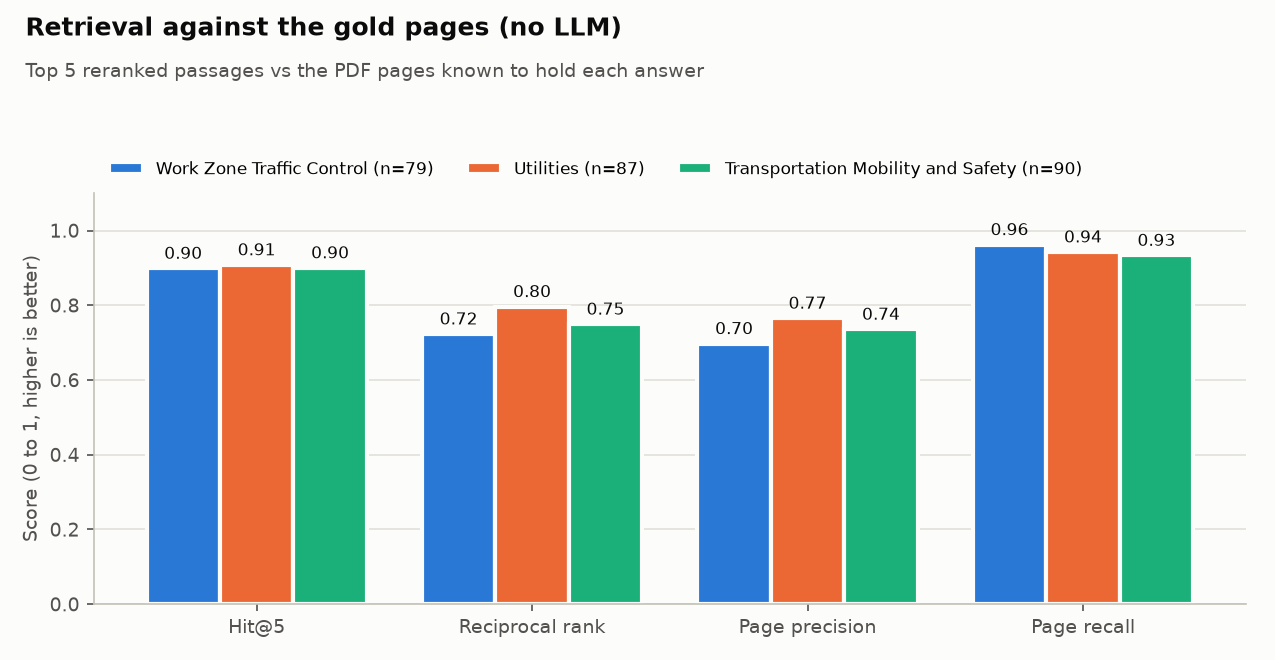 Retrieval against the gold pages (no LLM)
Top 5 reranked passages vs the PDF pages known to hold each answer
Work Zone Traffic Control (n=79) Utilities (n=87) Transportation Mobility and Safety (n=90)
Score (0 to 1, higher is better)
1.0
0.8
0.6
0.4
0.2
0.0
0.90 0.91 0.90
0.72 0.80 0.75
0.70 0.77 0.74
0.96 0.94 0.93
Hit@5 Reciprocal rank Page precision Page recall